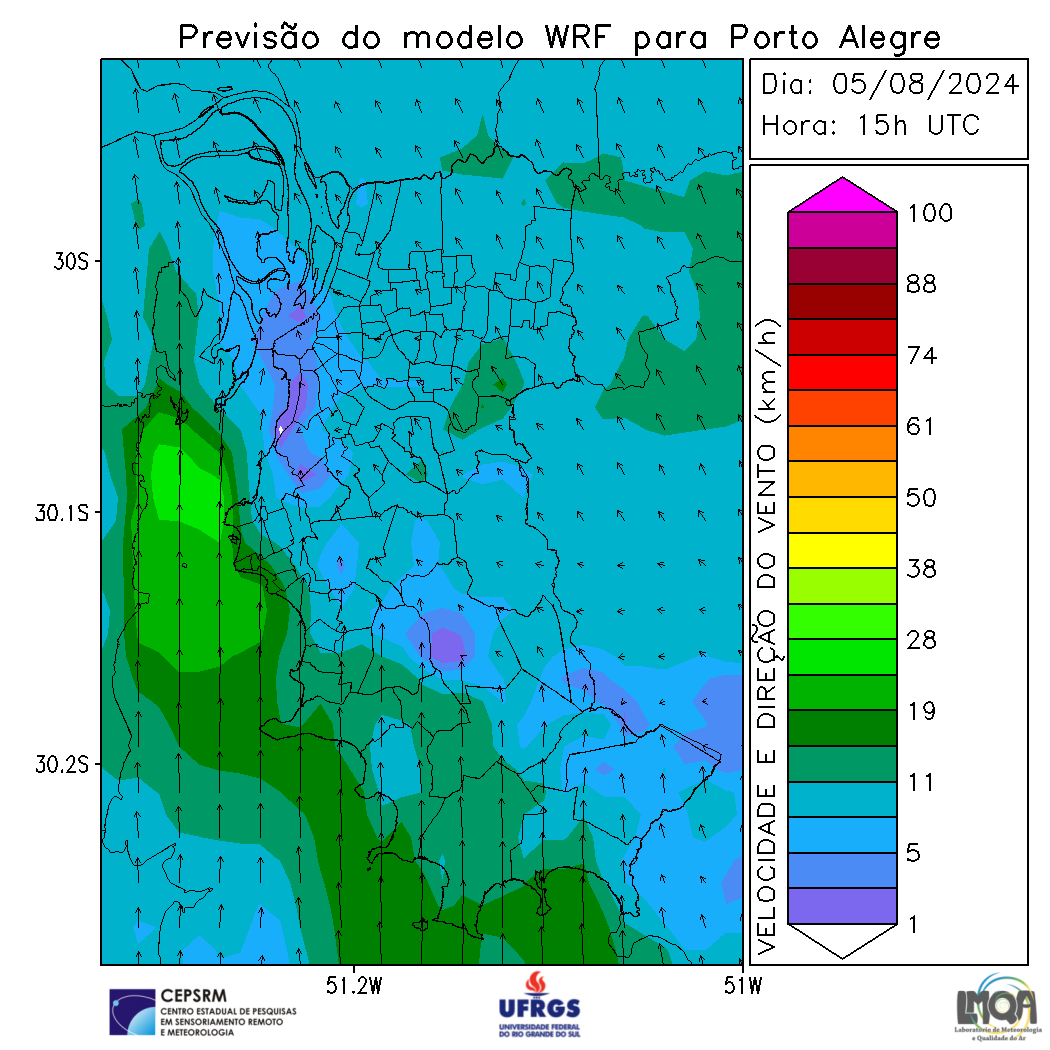 Previsão do modelo WRF para Porto Alegre
Dia: 05/08/2024
Hora: 15h UTC
30S
30.1S
30.2S
51.2W
51W
VELOCIDADE E DIREÇÃO DO VENTO (km/h)
100
88
74
61
50
38
28
19
11
5
1
CEPSRM
CENTRO ESTADUAL DE PESQUISAS
EM SENSORIAMENTO REMOTO
E METEOROLOGIA
UFRGS
UNIVERSIDADE FEDERAL
DO RIO GRANDE DO SUL
LMQA
Laboratório de Meteorologia
e Qualidade do Ar